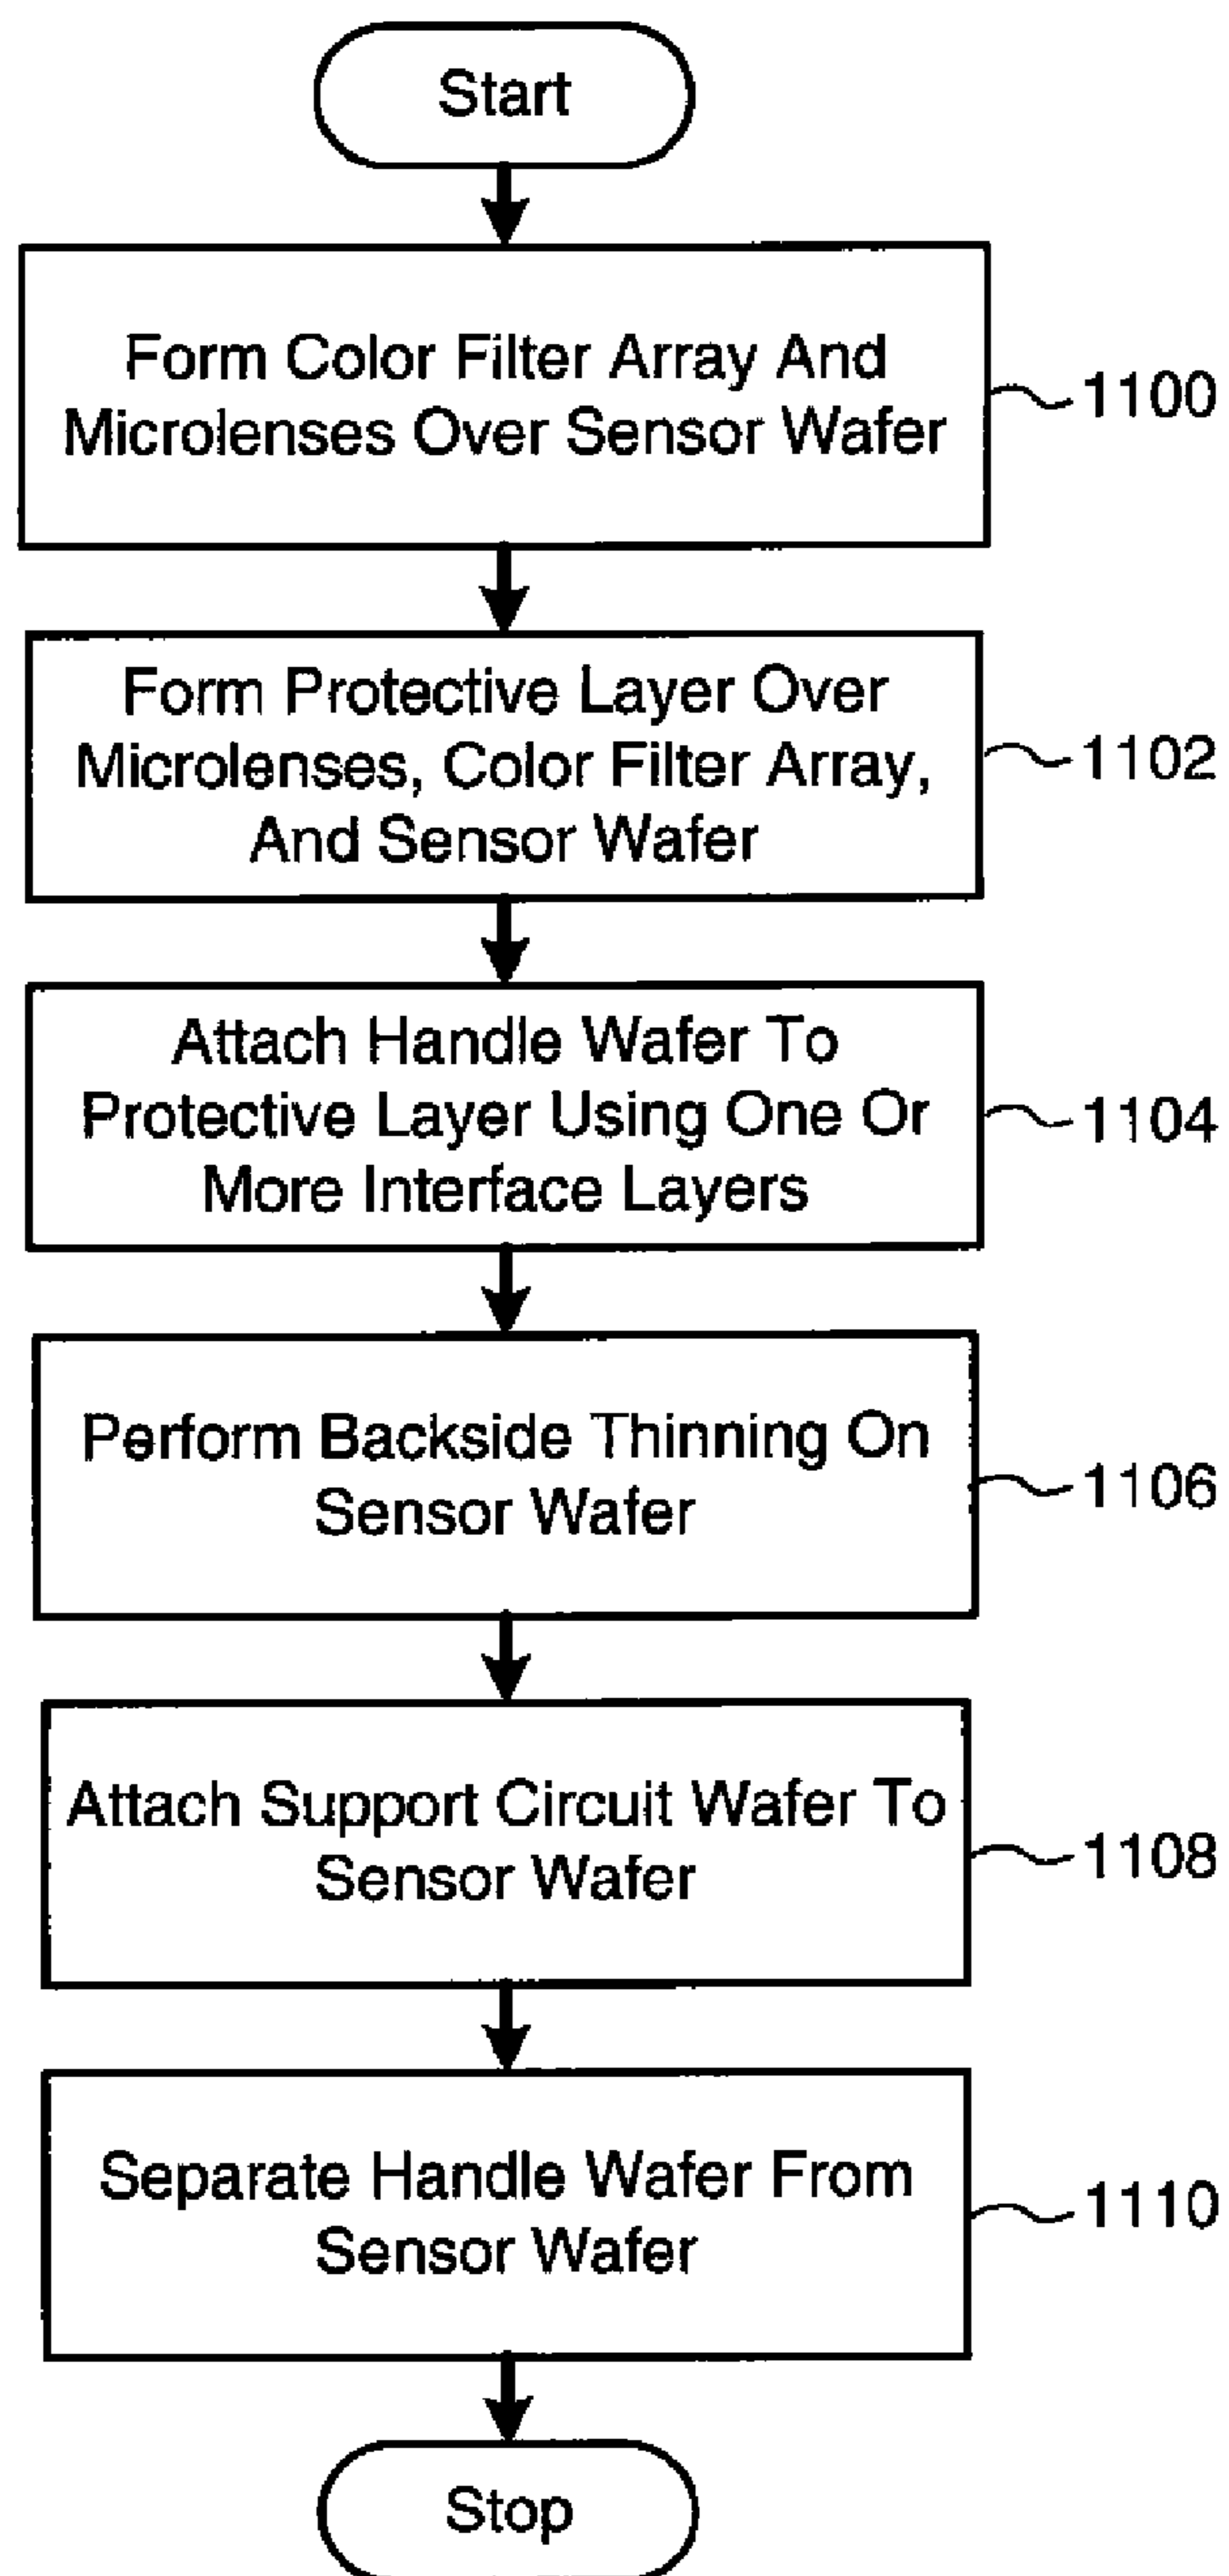 Start
Form Color Filter Array And
Microlenses Over Sensor Wafer
1100
Form Protective Layer Over
Microlenses, Color Filter Array,
And Sensor Wafer
1102
Attach Handle Wafer To
Protective Layer Using One Or
More Interface Layers
1104
Perform Backside Thinning On
Sensor Wafer
1106
Attach Support Circuit Wafer To
Sensor Wafer
1108
Separate Handle Wafer From
Sensor Wafer
1110
Stop